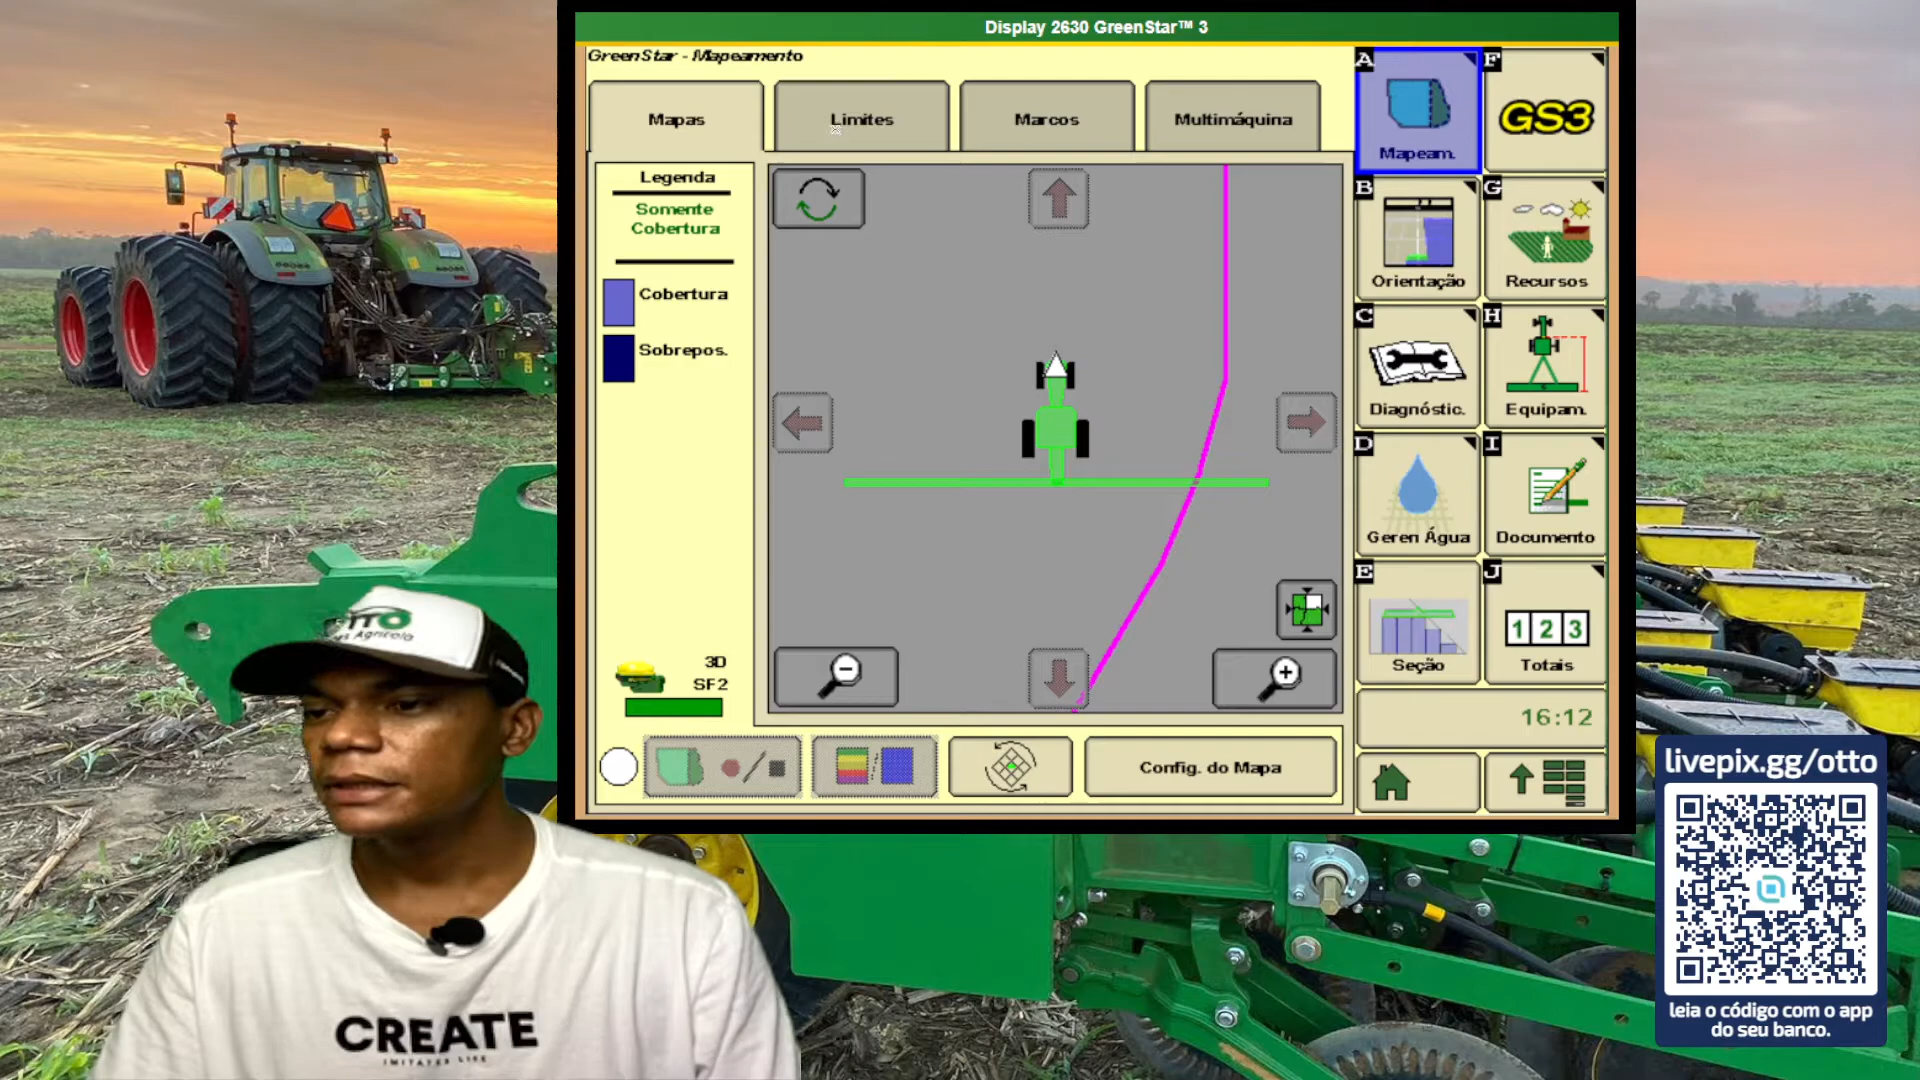 Display 2630 GreenStar™ 3
GreenStar - Mapeamento
Mapas
Limites
Marcos
Multimáquina
Legenda
Somente
Cobertura
Cobertura
Sobrepos.
3D
SF2
Config. do Mapa
A
Mapeam.
F
GS3
B
Orientação
G
Recursos
C
Diagnóstic.
H
Equipam.
D
Geren Água
I
Documento
E
Seção
J
1 2 3
Totais
16:12
livepix.gg/otto
leia o código com o app
do seu banco.
CREATE
IMITATES LIFE